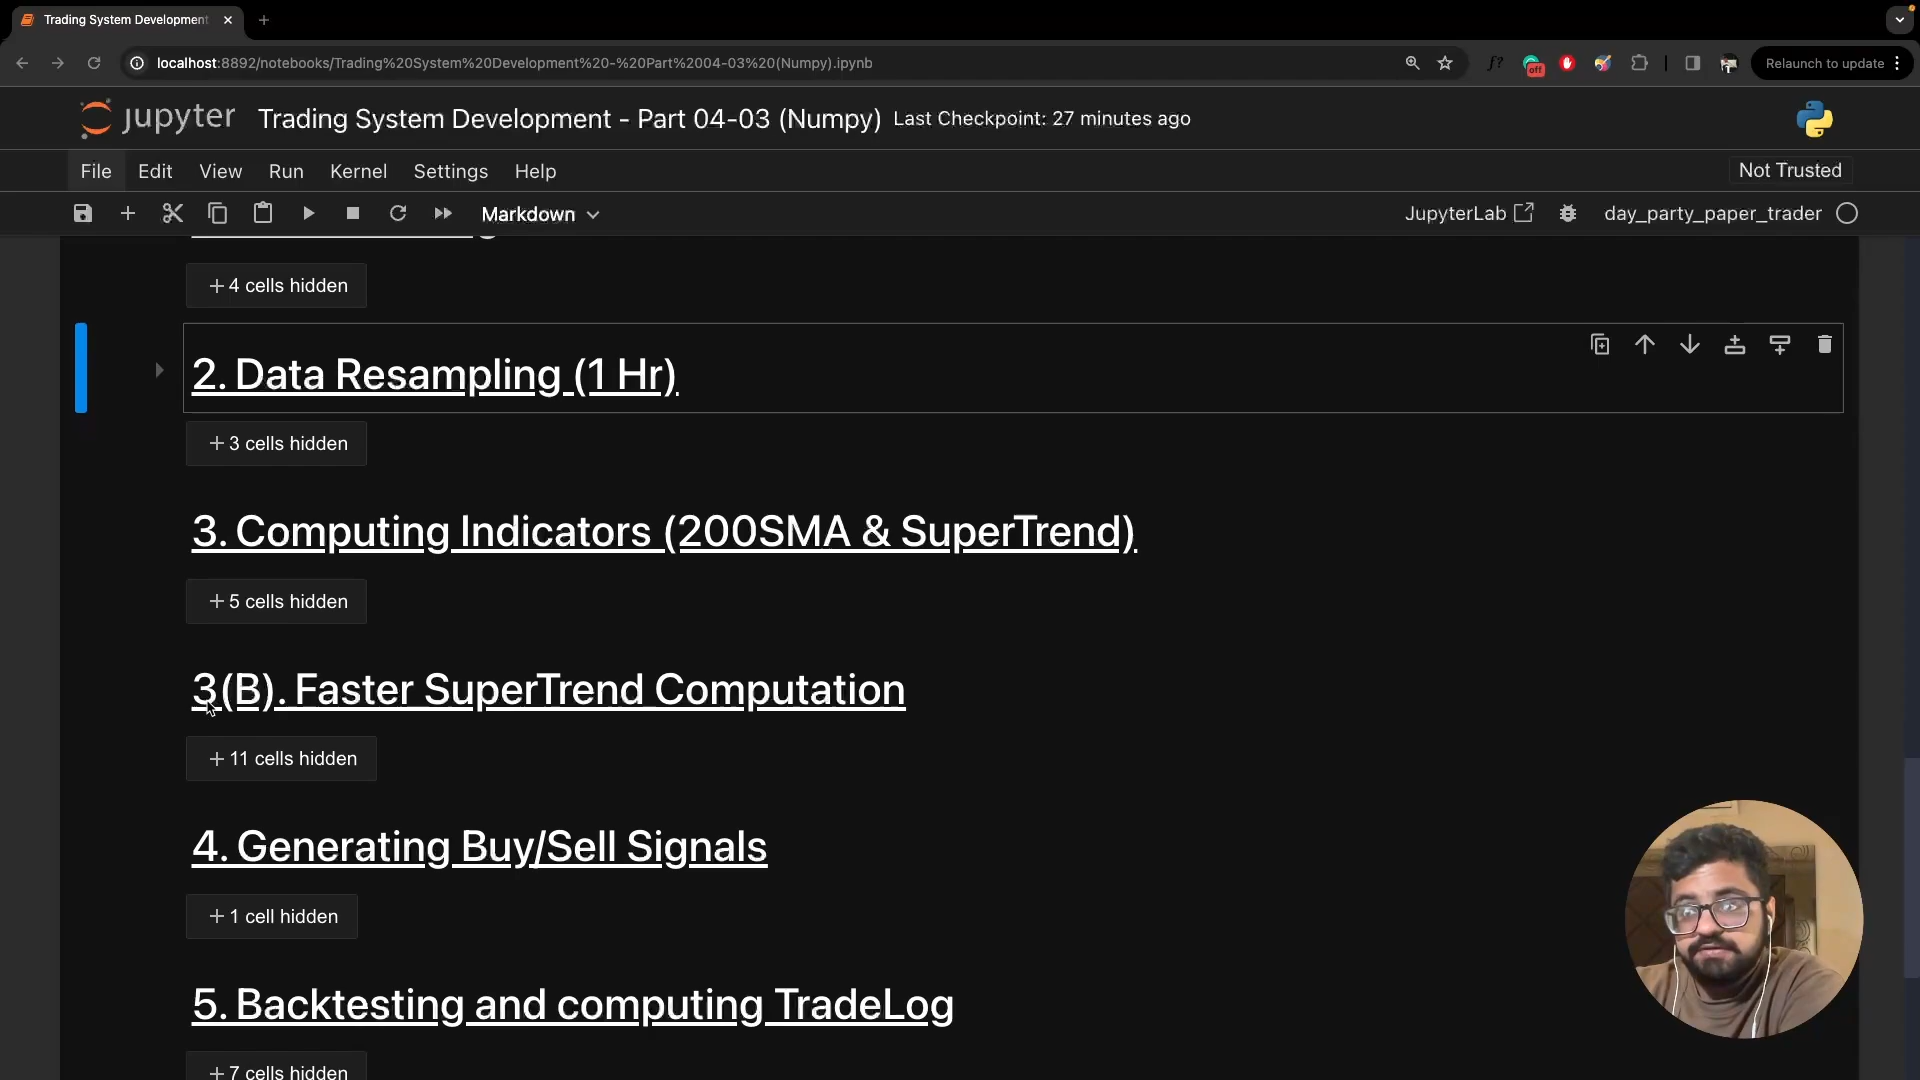 Trading System Development
localhost:8892/notebooks/Trading%20System%20Development%20-%20Part%2004-03%20(Numpy).ipynb
f?
off
Relaunch to update
jupyter Trading System Development - Part 04-03 (Numpy) Last Checkpoint: 27 minutes ago
File Edit View Run Kernel Settings Help Not Trusted
Markdown JupyterLab day_party_paper_trader
+ 4 cells hidden
2. Data Resampling (1 Hr)
+ 3 cells hidden
3. Computing Indicators (200SMA & SuperTrend)
+ 5 cells hidden
3(B). Faster SuperTrend Computation
+ 11 cells hidden
4. Generating Buy/Sell Signals
+ 1 cell hidden
5. Backtesting and computing TradeLog
+ 7 cells hidden